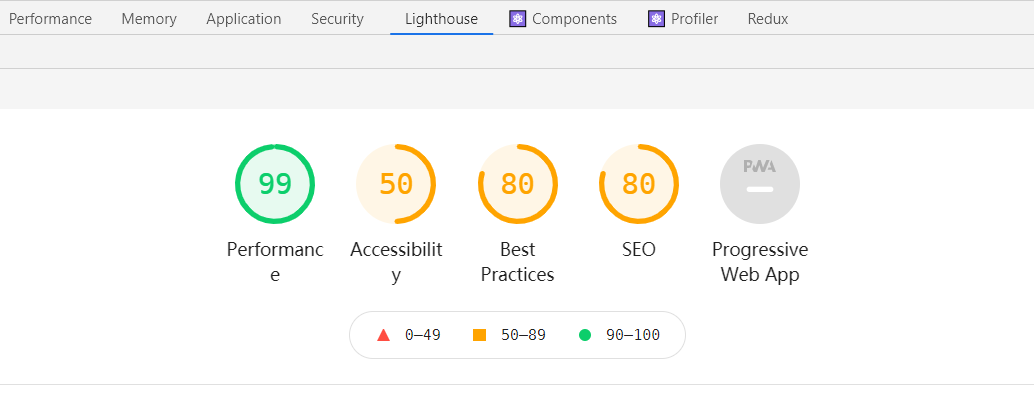 Performance Memory Application Security Lighthouse Components Profiler Redux
99 50 80 80 PWA
Performanc
e
Accessibilit
y
Best
Practices
SEO
Progressive
Web App
0–49 50–89 90–100